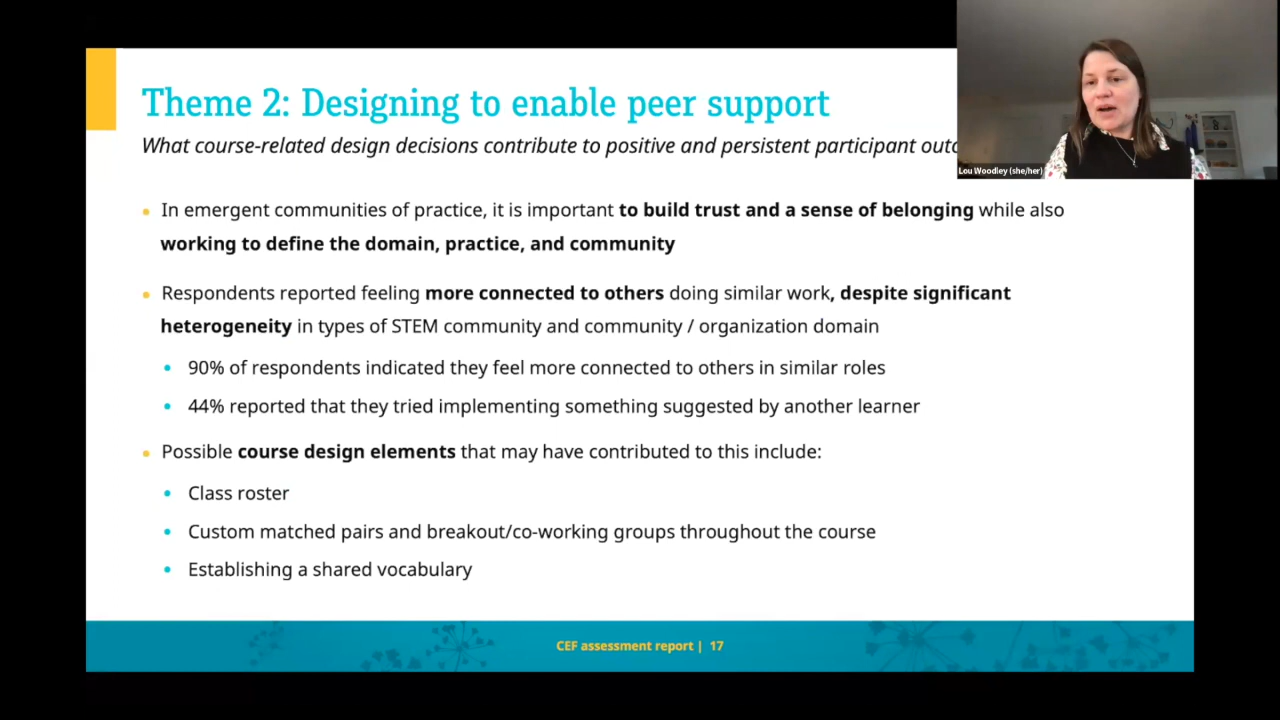 Theme 2: Designing to enable peer support
What course-related design decisions contribute to positive and persistent participant
Lou Woodley (she/her)
• In emergent communities of practice, it is important to build trust and a sense of belonging while also
working to define the domain, practice, and community
• Respondents reported feeling more connected to others doing similar work, despite significant
heterogeneity in types of STEM community and community / organization domain
• 90% of respondents indicated they feel more connected to others in similar roles
• 44% reported that they tried implementing something suggested by another learner
• Possible course design elements that may have contributed to this include:
• Class roster
• Custom matched pairs and breakout/co-working groups throughout the course
• Establishing a shared vocabulary
CEF assessment report | 17